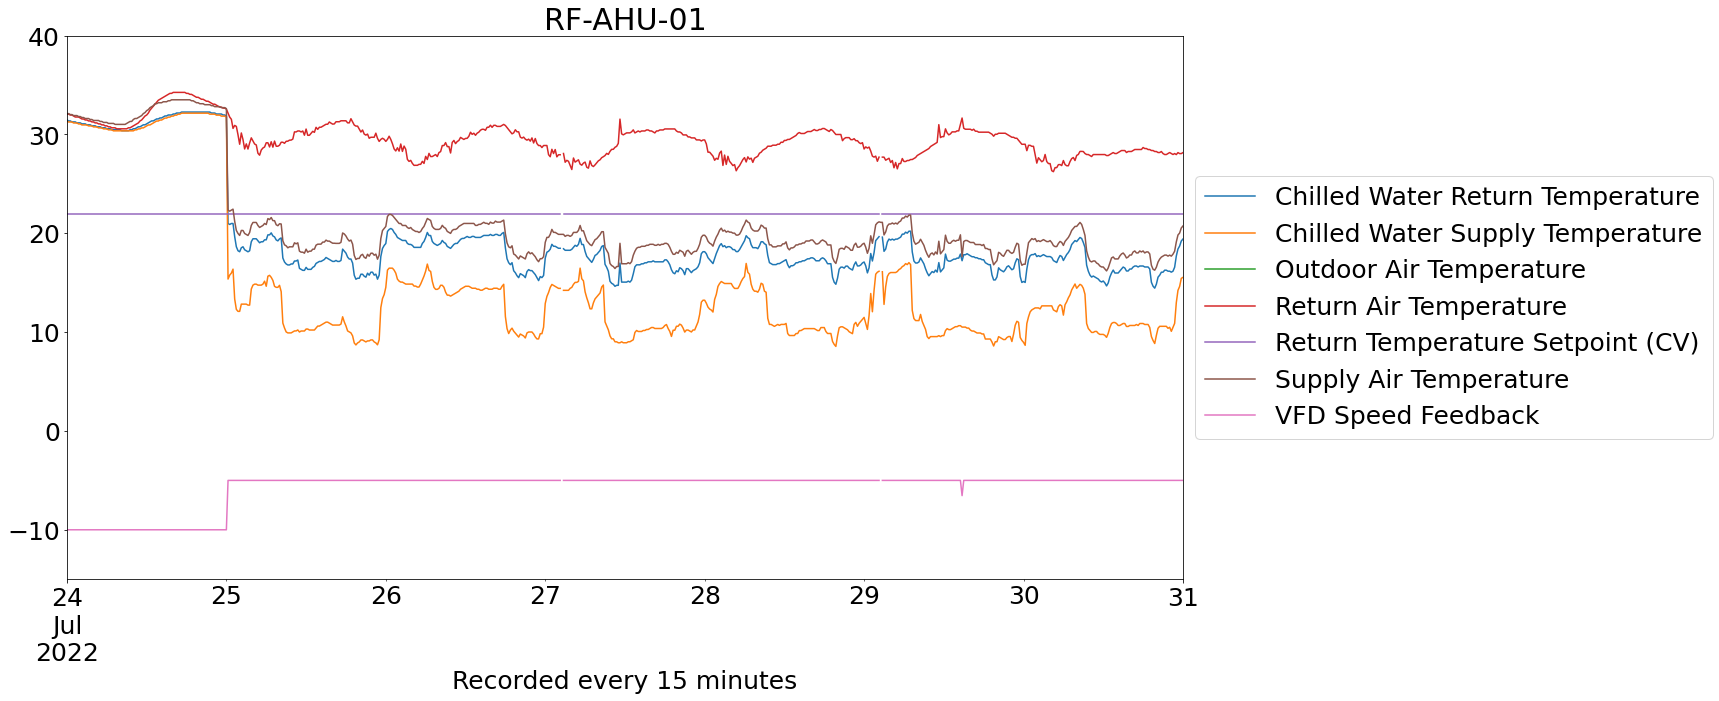 RF-AHU-01
40
30
20
10
0
−10
24
Jul
2022
25
26
27
28
29
30
31
Recorded every 15 minutes
Chilled Water Return Temperature
Chilled Water Supply Temperature
Outdoor Air Temperature
Return Air Temperature
Return Temperature Setpoint (CV)
Supply Air Temperature
VFD Speed Feedback